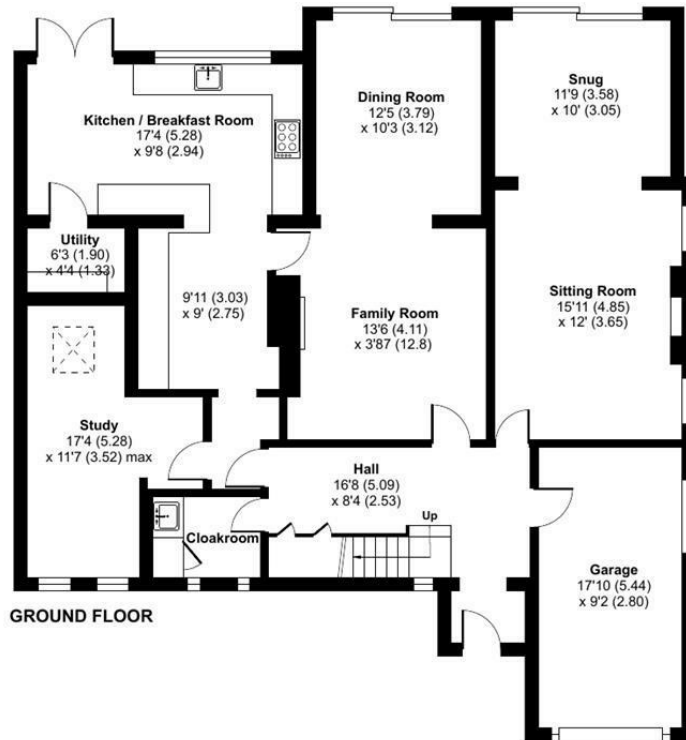 Kitchen / Breakfast Room
17'4 (5.28)
x 9'8 (2.94)
Dining Room
12'5 (3.79)
x 10'3 (3.12)
Snug
11'9 (3.58)
x 10' (3.05)
Utility
6'3 (1.90)
x 4'4 (1.33)
9'11 (3.03)
x 9' (2.75)
Family Room
13'6 (4.11)
x 3'87 (12.8)
Sitting Room
15'11 (4.85)
x 12' (3.65)
Study
17'4 (5.28)
x 11'7 (3.52) max
Hall
16'8 (5.09)
x 8'4 (2.53)
Up
Cloakroom
Garage
17'10 (5.44)
x 9'2 (2.80)
GROUND FLOOR